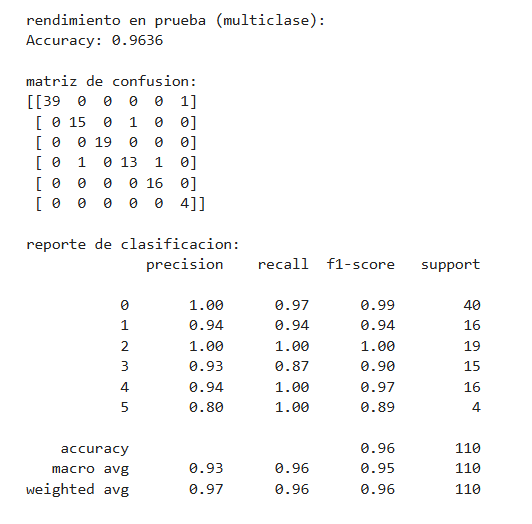 rendimiento en prueba (multiclase):
Accuracy: 0.9636

matriz de confusion:
[[39  0  0  0  0  1]
 [ 0 15  0  1  0  0]
 [ 0  0 19  0  0  0]
 [ 0  1  0 13  1  0]
 [ 0  0  0  0 16  0]
 [ 0  0  0  0  0  4]]

reporte de clasificacion:
              precision    recall  f1-score   support

           0       1.00      0.97      0.99        40
           1       0.94      0.94      0.94        16
           2       1.00      1.00      1.00        19
           3       0.93      0.87      0.90        15
           4       0.94      1.00      0.97        16
           5       0.80      1.00      0.89         4

    accuracy                           0.96       110
   macro avg       0.93      0.96      0.95       110
weighted avg       0.97      0.96      0.96       110